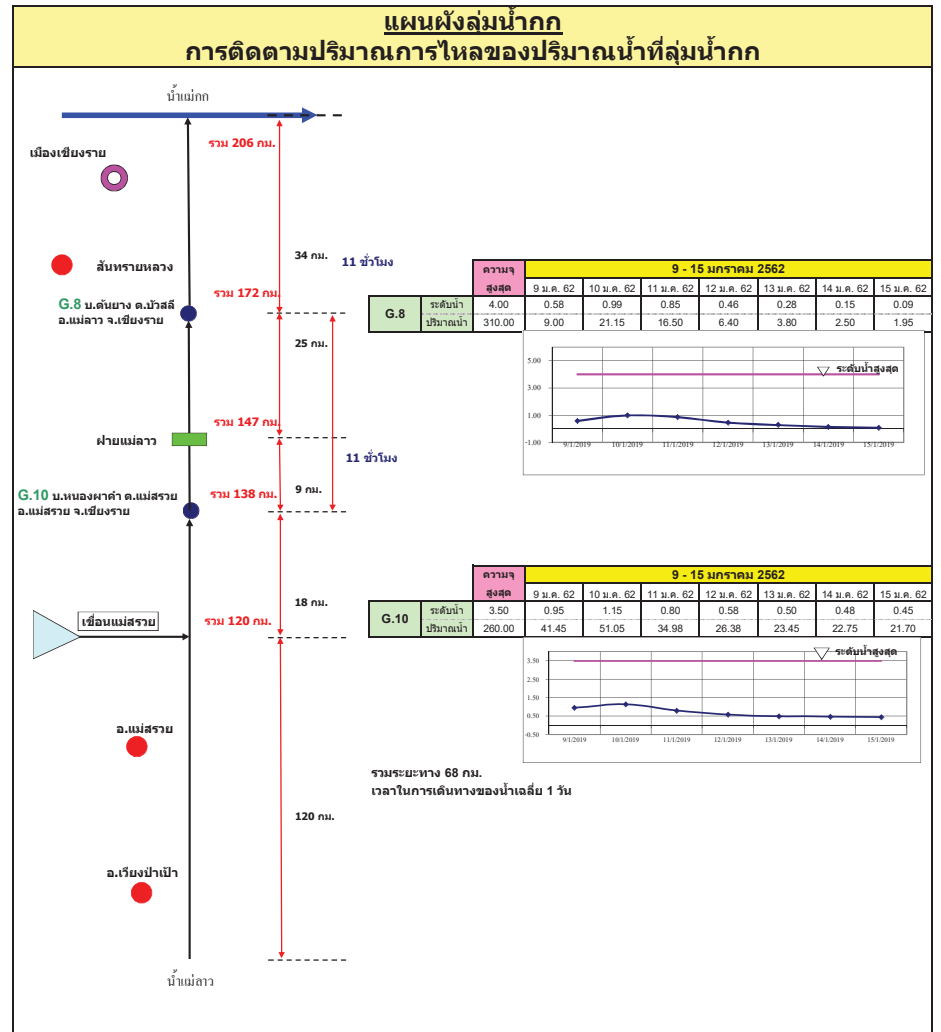 แผนผังลุ่มน้ำกก
การติดตามปริมาณการไหลของปริมาณน้ำที่ลุ่มน้ำกก
น้ำแม่กก
รวม 206 กม.
เมืองเชียงราย
34 กม. 11 ชั่วโมง
สันทรายหลวง
รวม 172 กม.
G.8 บ.ต้นยาง ต.บัวสลี
อ.แม่ลาว จ.เชียงราย
ความจุ 9 - 15 มกราคม 2562
สูงสุด 9 ม.ค. 62 10 ม.ค. 62 11 ม.ค. 62 12 ม.ค. 62 13 ม.ค. 62 14 ม.ค. 62 15 ม.ค. 62
G.8 ระดับน้ำ 4.00 0.58 0.99 0.85 0.46 0.28 0.15 0.09
ปริมาณน้ำ 310.00 9.00 21.15 16.50 6.40 3.80 2.50 1.95
25 กม.
5.00
ระดับน้ำสูงสุด
3.00
1.00
-1.00
9/1/2019 10/1/2019 11/1/2019 12/1/2019 13/1/2019 14/1/2019 15/1/2019
รวม 147 กม.
ฝายแม่ลาว
11 ชั่วโมง
G.10 บ.หนองผาคำ ต.แม่สรวย
อ.แม่สรวย จ.เชียงราย
รวม 138 กม.
9 กม.
ความจุ 9 - 15 มกราคม 2562
สูงสุด 9 ม.ค. 62 10 ม.ค. 62 11 ม.ค. 62 12 ม.ค. 62 13 ม.ค. 62 14 ม.ค. 62 15 ม.ค. 62
G.10 ระดับน้ำ 3.50 0.95 1.15 0.80 0.58 0.50 0.48 0.45
ปริมาณน้ำ 260.00 41.45 51.05 34.98 26.38 23.45 22.75 21.70
18 กม.
เขื่อนแม่สรวย
รวม 120 กม.
ระดับน้ำสูงสุด
3.50
2.50
1.50
0.50
-0.50
9/1/2019 10/1/2019 11/1/2019 12/1/2019 13/1/2019 14/1/2019 15/1/2019
อ.แม่สรวย
รวมระยะทาง 68 กม.
เวลาในการเดินทางของน้ำเฉลี่ย 1 วัน
120 กม.
อ.เวียงป่าเป้า
น้ำแม่ลาว